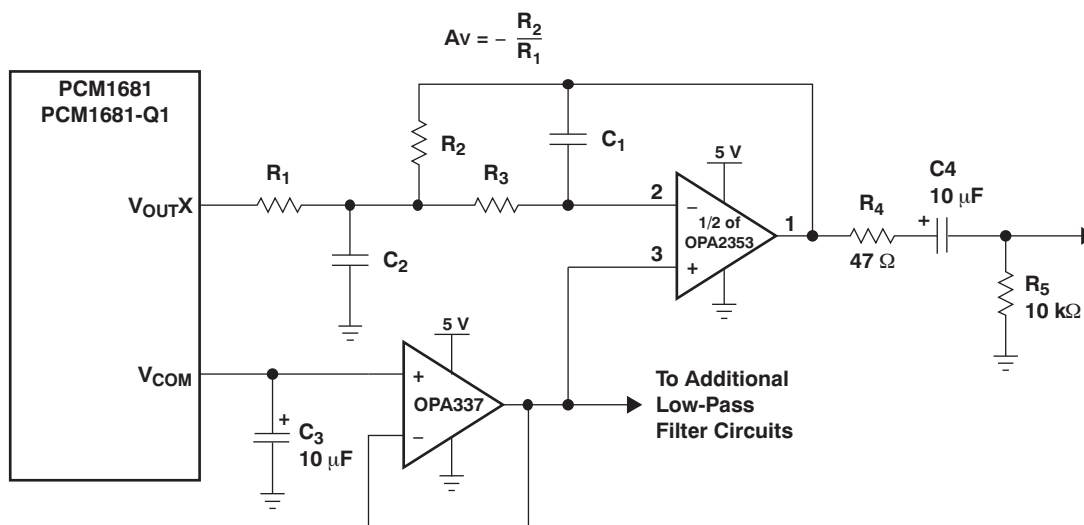 Av = – R2
R1
PCM1681
PCM1681-Q1
R2
C1
R1
R3
5 V
C4
10 μF
VOUTX
2
–
1/2 of
OPA2353
1
R4
+
47 Ω
3
+
C2
R5
10 kΩ
5 V
VCOM
+
OPA337
–
To Additional
Low-Pass
Filter Circuits
+
C3
10 μF